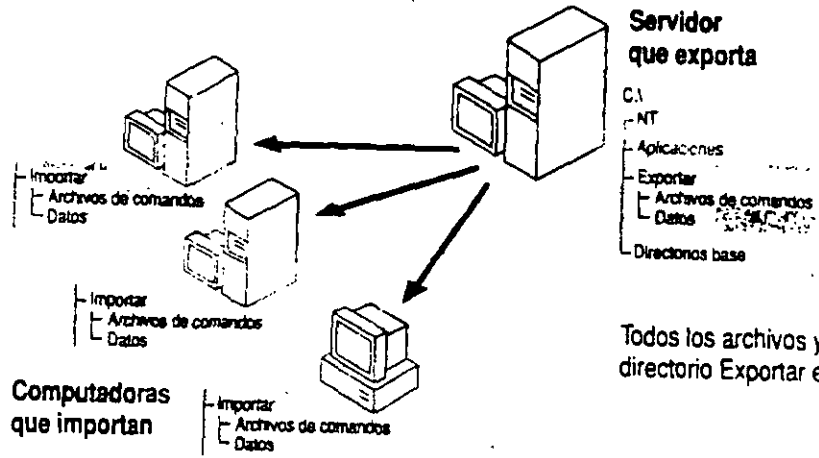 Servidor
que exporta
C:\
NT
Aplicaciones
Exportar
Archivos de comandos
Datos
Directorios base
Importar
Archivos de comandos
Datos
Importar
Archivos de comandos
Datos
Importar
Archivos de comandos
Datos
Computadoras
que importan
Todos los archivos y
directorio Exportar e